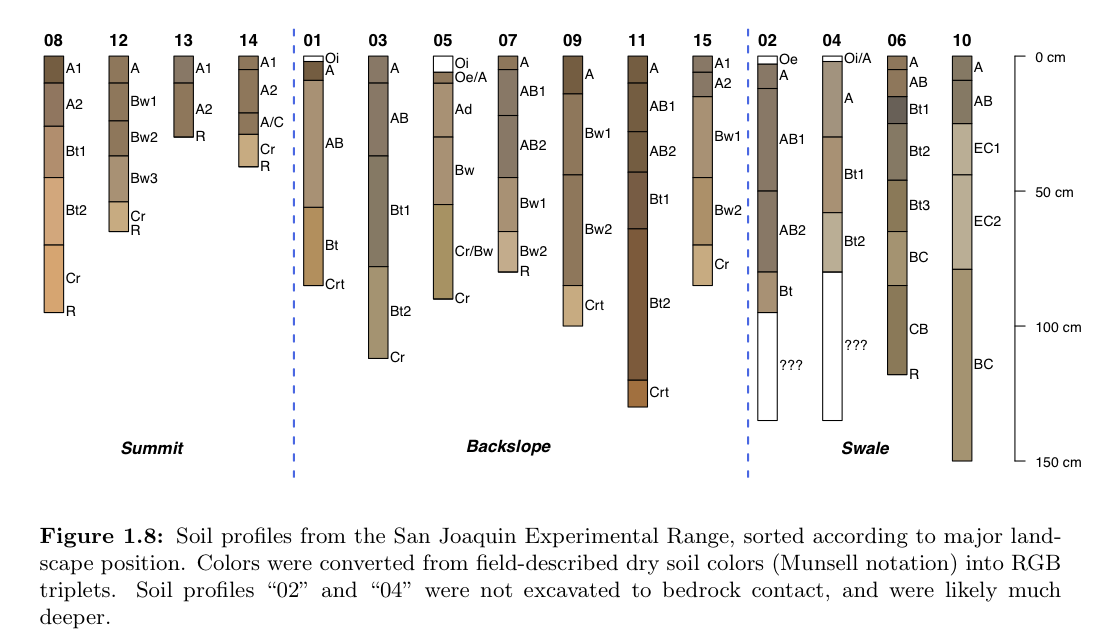 08 12 13 14 01 03 05 07 09 11 15 02 04 06 10
A1
A2
Bt1
Bt2
Cr
R
A
Bw1
Bw2
Bw3
Cr
R
A1
A2
R
A1
A2
A/C
Cr
R
Oi
A
AB
Bt
Crt
A
AB
Bt1
Bt2
Cr
Oi
Oe/A
Ad
Bw
Cr/Bw
Cr
A
AB1
AB2
Bw1
Bw2
R
A
Bw1
Bw2
Crt
A
AB1
AB2
Bt1
Bt2
Crt
A1
A2
Bw1
Bw2
Cr
Oe
A
AB1
AB2
Bt
???
Oi/A
A
Bt1
Bt2
???
A
AB
Bt1
Bt2
Bt3
BC
CB
R
A
AB
EC1
EC2
BC
0 cm
50 cm
100 cm
150 cm
Summit
Backslope
Swale
Figure 1.8: Soil profiles from the San Joaquin Experimental Range, sorted according to major land-
scape position. Colors were converted from field-described dry soil colors (Munsell notation) into RGB
triplets. Soil profiles “02” and “04” were not excavated to bedrock contact, and were likely much
deeper.